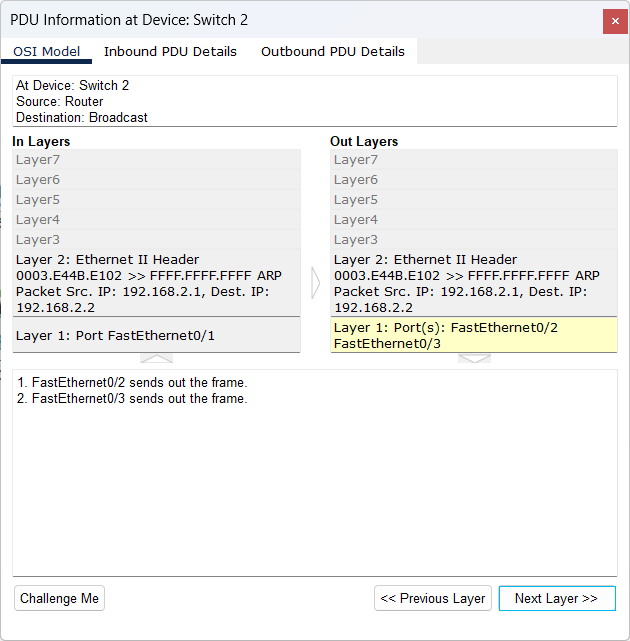 PDU Information at Device: Switch 2
OSI Model Inbound PDU Details Outbound PDU Details
At Device: Switch 2
Source: Router
Destination: Broadcast
In Layers
Layer7
Layer6
Layer5
Layer4
Layer3
Layer 2: Ethernet II Header
0003.E44B.E102 >> FFFF.FFFF.FFFF ARP
Packet Src. IP: 192.168.2.1, Dest. IP:
192.168.2.2
Layer 1: Port FastEthernet0/1
Out Layers
Layer7
Layer6
Layer5
Layer4
Layer3
Layer 2: Ethernet II Header
0003.E44B.E102 >> FFFF.FFFF.FFFF ARP
Packet Src. IP: 192.168.2.1, Dest. IP:
192.168.2.2
Layer 1: Port(s): FastEthernet0/2
FastEthernet0/3
1. FastEthernet0/2 sends out the frame.
2. FastEthernet0/3 sends out the frame.
Challenge Me << Previous Layer Next Layer >>